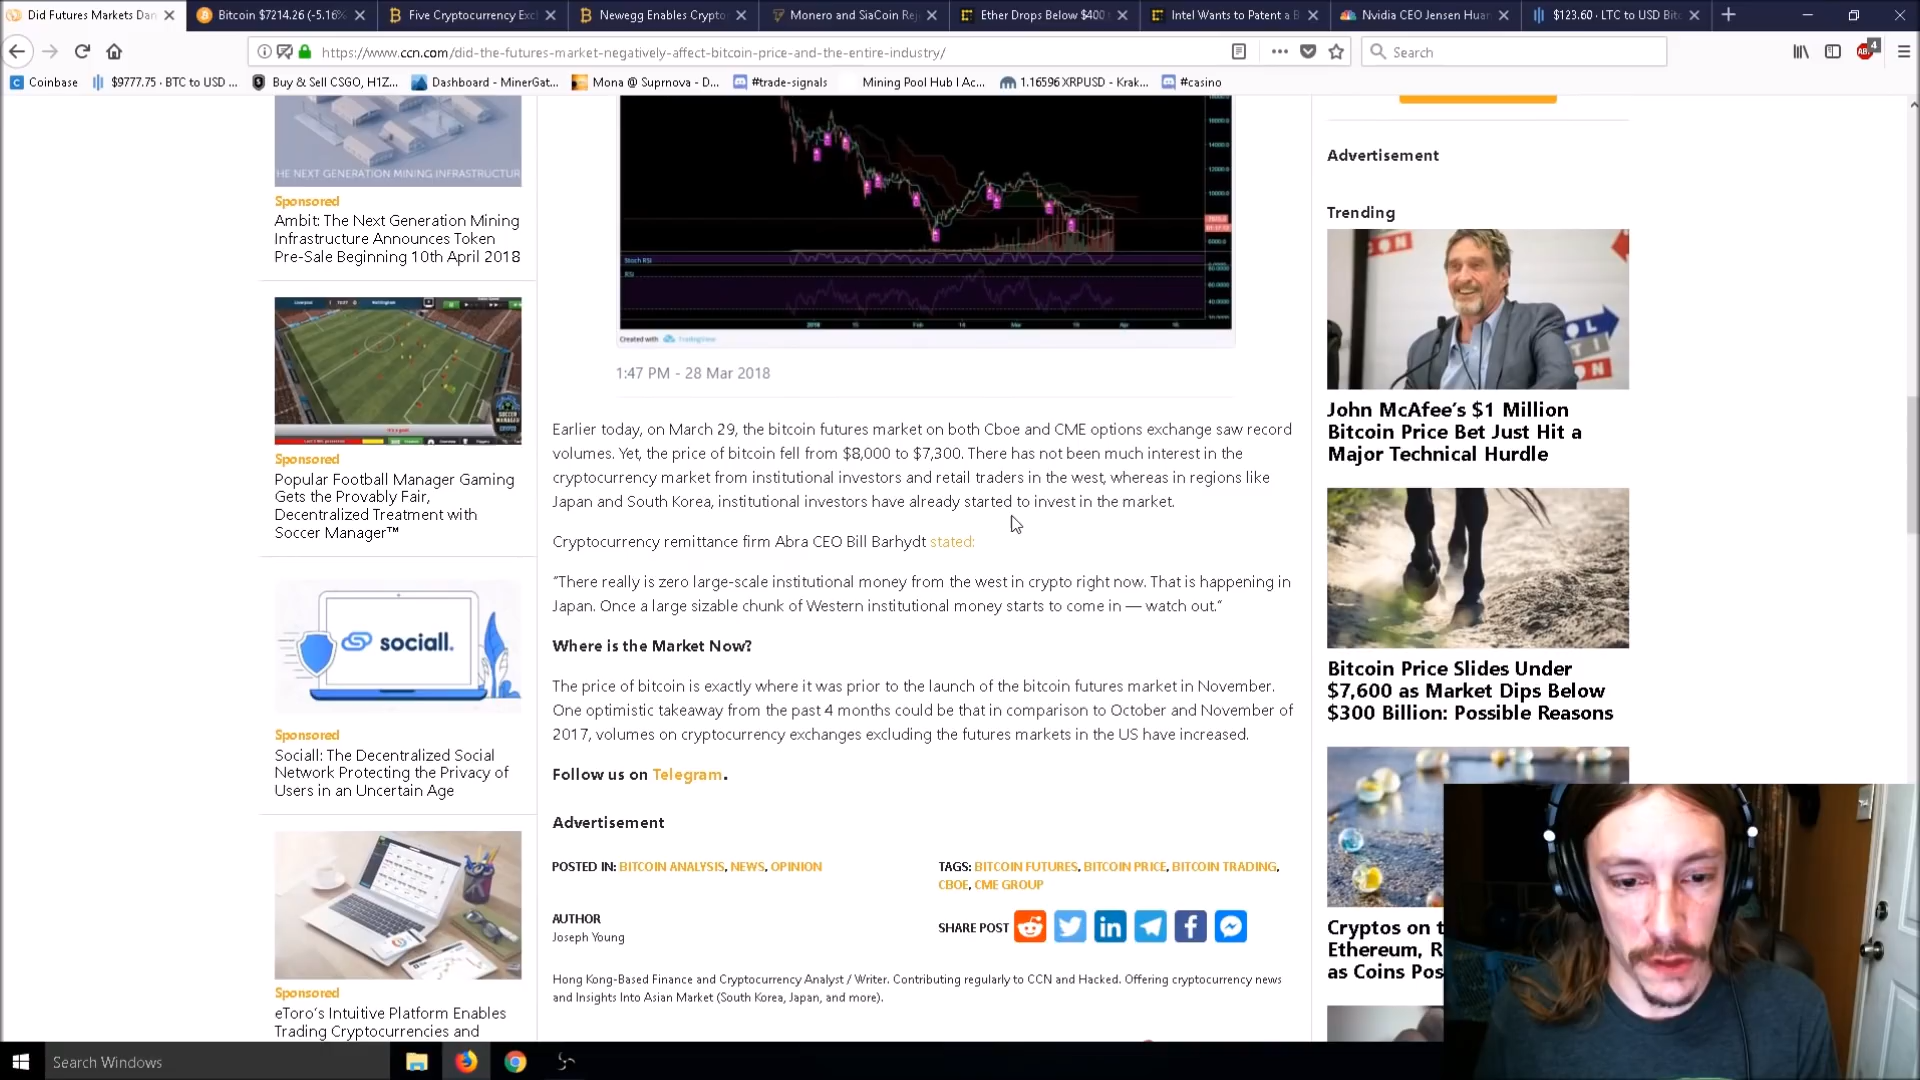 Did Futures Markets Dan
Bitcoin $7214.26 (-5.16%
Five Cryptocurrency Exc
Newegg Enables Crypto
Monero and SiaCoin Rej
Ether Drops Below $400
Intel Wants to Patent a B
Nvidia CEO Jensen Huan
$123.60 · LTC to USD Bitc
https://www.ccn.com/did-the-futures-market-negatively-affect-bitcoin-price-and-the-entire-industry/
Search
4
Coinbase
$9777.75 · BTC to USD ...
Buy & Sell CSGO, H1Z...
Dashboard - MinerGat...
Mona @ Suprnova - D...
#trade-signals
Mining Pool Hub | Ac...
1.16596 XRPUSD - Krak...
#casino
HE NEXT GENERATION MINING INFRASTRUCTUR
Sponsored
Ambit: The Next Generation Mining
Infrastructure Announces Token
Pre-Sale Beginning 10th April 2018
Sponsored
Popular Football Manager Gaming
Gets the Provably Fair,
Decentralized Treatment with
Soccer Manager™
sociall.
Sponsored
Sociall: The Decentralized Social
Network Protecting the Privacy of
Users in an Uncertain Age
Sponsored
eToro's Intuitive Platform Enables
Trading Cryptocurrencies and
Stoch RSI
RSI
2018
Feb
14
Mar
Apr
Created with TradingView
1:47 PM - 28 Mar 2018
Earlier today, on March 29, the bitcoin futures market on both Cboe and CME options exchange saw record
volumes. Yet, the price of bitcoin fell from $8,000 to $7,300. There has not been much interest in the
cryptocurrency market from institutional investors and retail traders in the west, whereas in regions like
Japan and South Korea, institutional investors have already started to invest in the market.
Cryptocurrency remittance firm Abra CEO Bill Barhydt stated:
“There really is zero large-scale institutional money from the west in crypto right now. That is happening in
Japan. Once a large sizable chunk of Western institutional money starts to come in — watch out.”
Where is the Market Now?
The price of bitcoin is exactly where it was prior to the launch of the bitcoin futures market in November.
One optimistic takeaway from the past 4 months could be that in comparison to October and November of
2017, volumes on cryptocurrency exchanges excluding the futures markets in the US have increased.
Follow us on Telegram.
Advertisement
POSTED IN: BITCOIN ANALYSIS, NEWS, OPINION
TAGS: BITCOIN FUTURES, BITCOIN PRICE, BITCOIN TRADING,
CBOE, CME GROUP
AUTHOR
Joseph Young
SHARE POST
Hong Kong-Based Finance and Cryptocurrency Analyst / Writer. Contributing regularly to CCN and Hacked. Offering cryptocurrency news
and Insights Into Asian Market (South Korea, Japan, and more).
Advertisement
Trending
John McAfee's $1 Million
Bitcoin Price Bet Just Hit a
Major Technical Hurdle
Bitcoin Price Slides Under
$7,600 as Market Dips Below
$300 Billion: Possible Reasons
Cryptos on t
Ethereum, R
as Coins Pos
Search Windows